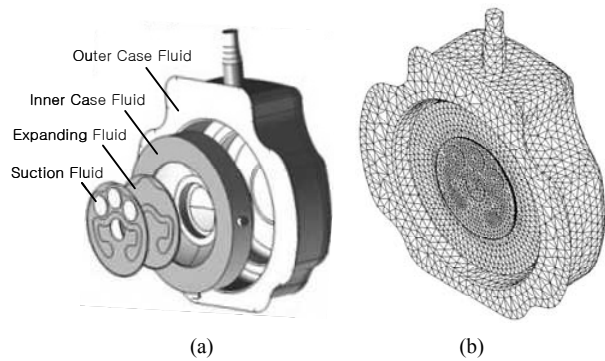 Outer Case Fluid
Inner Case Fluid
Expanding Fluid
Suction Fluid
(a)
(b)